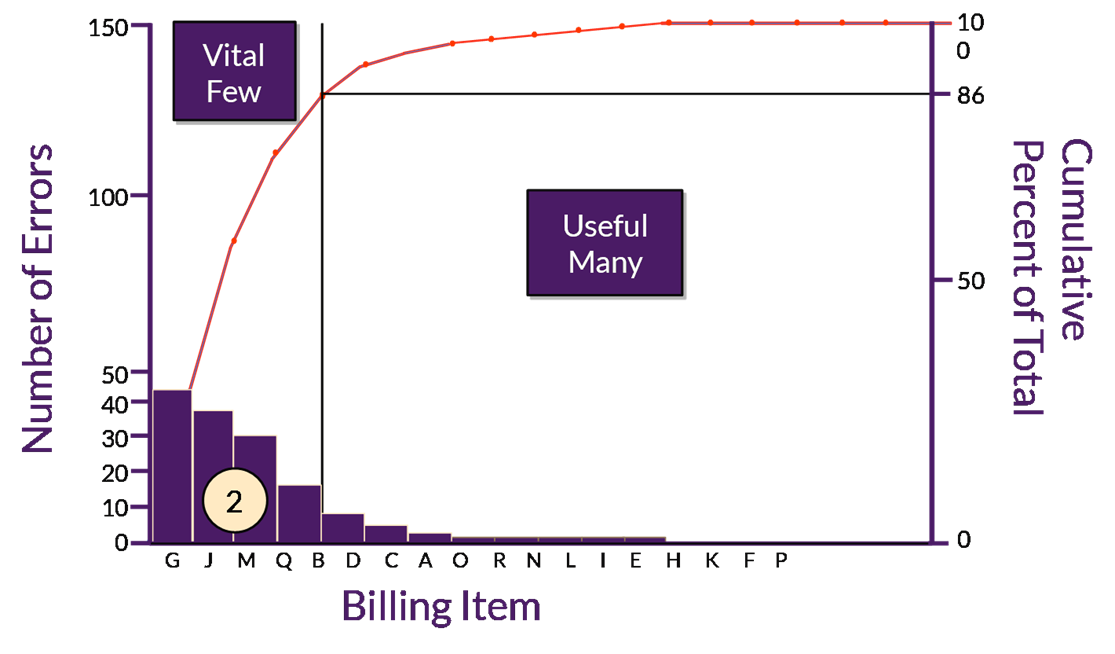 150
100
50
40
30
20
10
0
Number of Errors
Vital
Few
Useful
Many
2
G J M Q B D C A O R N L I E H K F P
Billing Item
10
0
86
50
0
Cumulative
Percent of Total